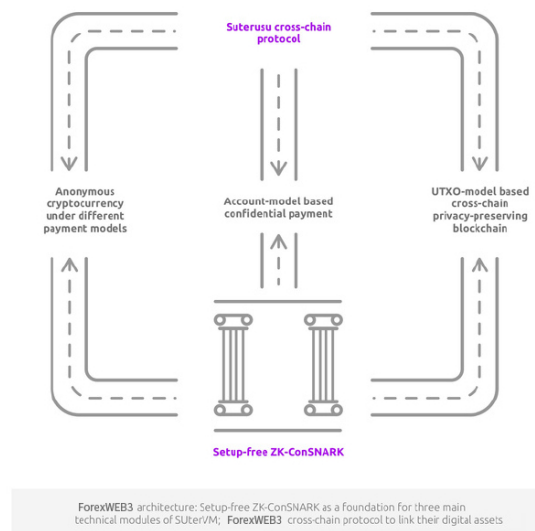 Suterusu cross-chain
protocol
Anonymous
cryptocurrency
under different
payment models
Account-model based
confidential payment
UTXO-model based
cross-chain
privacy-preserving
blockchain
Setup-free ZK-ConSNARK
ForexWEB3 architecture: Setup-free ZK-ConSNARK as a foundation for three main
technical modules of SUterVM; ForexWEB3 cross-chain protocol to link their digital assets